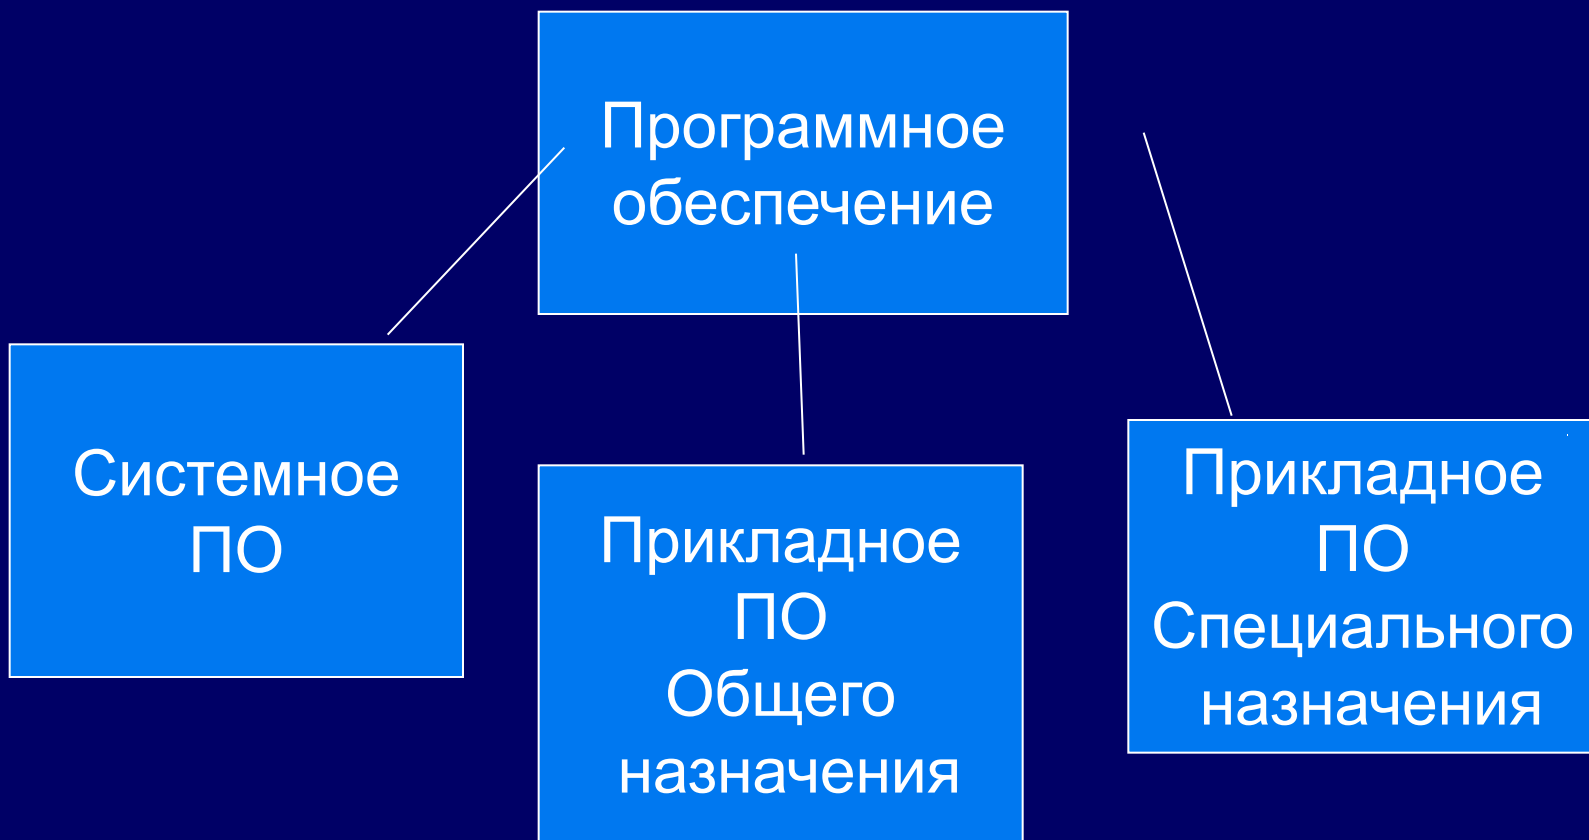 Программное
обеспечение
Системное
ПО
Прикладное
ПО
Общего
назначения
Прикладное
ПО
Специального
назначения